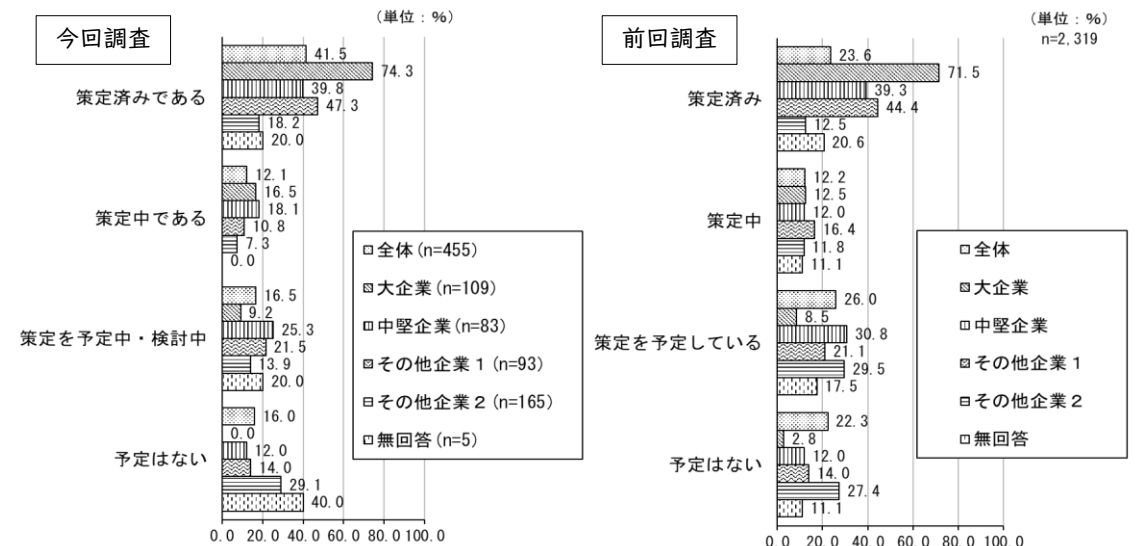 今回調査
（単位：％）
策定済みである
41.5
74.3
39.8
47.3
18.2
20.0
策定中である
12.1
16.5
18.1
10.8
7.3
0.0
策定を予定中・検討中
16.5
9.2
25.3
21.5
13.9
20.0
予定はない
16.0
0.0
12.0
14.0
29.1
40.0
0.0 20.0 40.0 60.0 80.0 100.0
全体(n=455)
大企業(n=109)
中堅企業(n=83)
その他企業１(n=93)
その他企業２(n=165)
無回答(n=5)
前回調査
（単位：％）
n=2,319
策定済み
23.6
71.5
39.3
44.4
12.5
20.6
策定中
12.2
12.5
12.0
16.4
11.8
11.1
策定を予定している
26.0
8.5
30.8
21.1
29.5
17.5
予定はない
22.3
2.8
12.0
14.0
27.4
11.1
0.0 20.0 40.0 60.0 80.0 100.0
全体
大企業
中堅企業
その他企業１
その他企業２
無回答